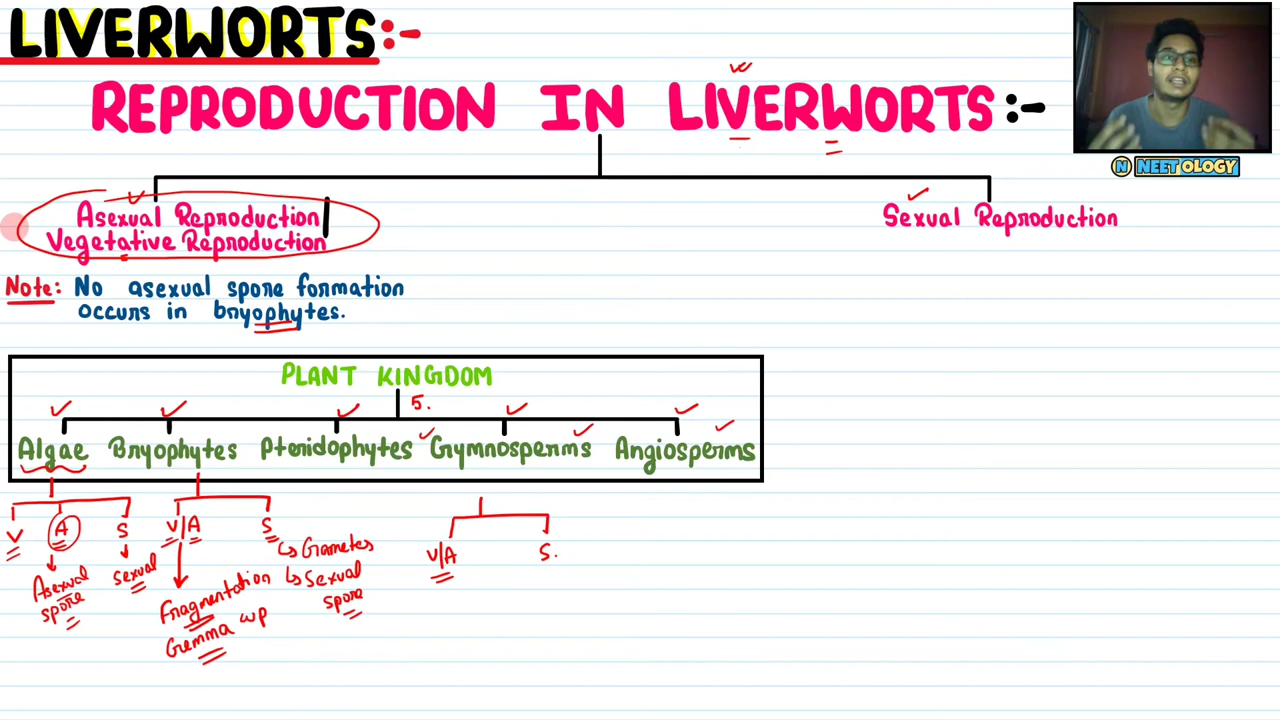 LIVERWORTS:-
REPRODUCTION IN LIVERWORTS:-
N NEETOLOGY
Asexual Reproduction
Vegetative Reproduction
Sexual Reproduction
Note: No asexual spore formation
occurs in bryophytes.
PLANT KINGDOM
5.
Algae Bryophytes Pteridophytes Gymnosperms Angiosperms
V A S V/A S
V/A S.
Asexual
spore
sexual
Fragmentation
Gemma cup
Gametes
Sexual
spore